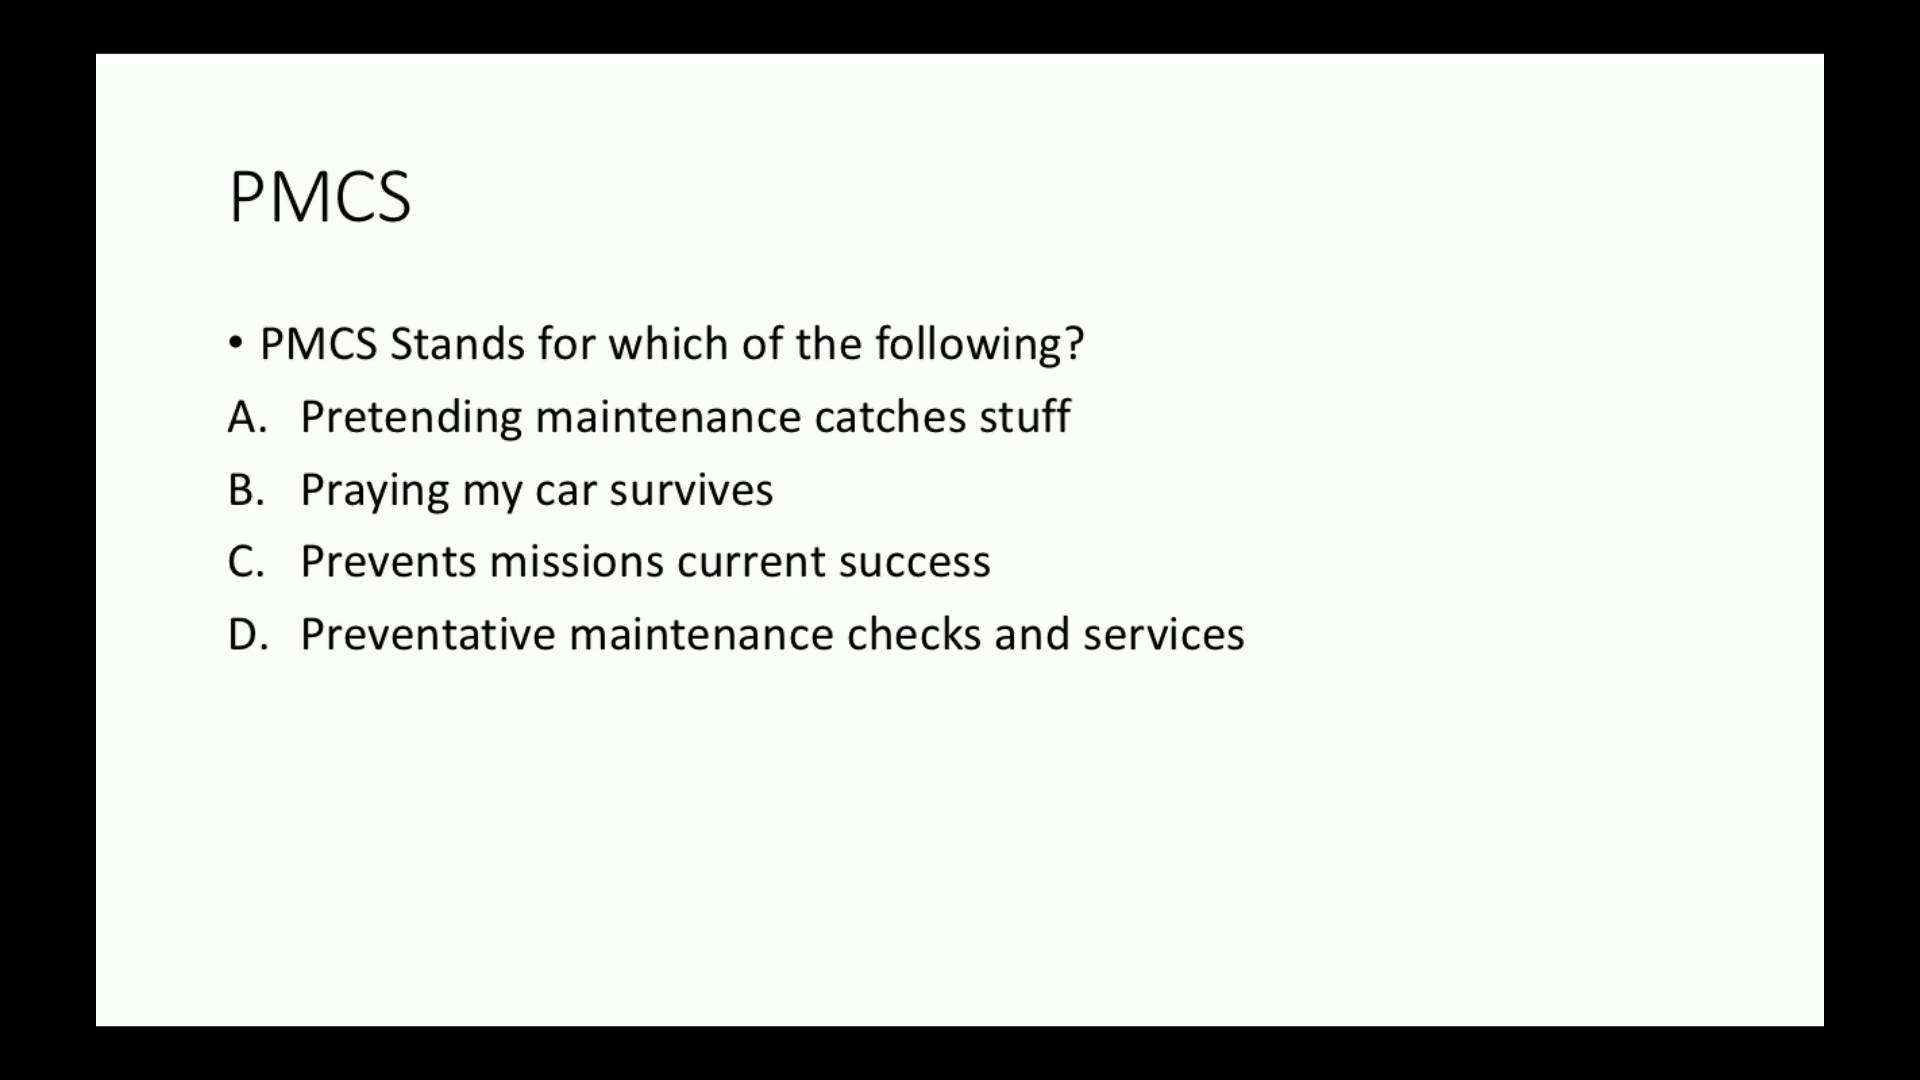 PMCS
• PMCS Stands for which of the following?
A. Pretending maintenance catches stuff
B. Praying my car survives
C. Prevents missions current success
D. Preventative maintenance checks and services